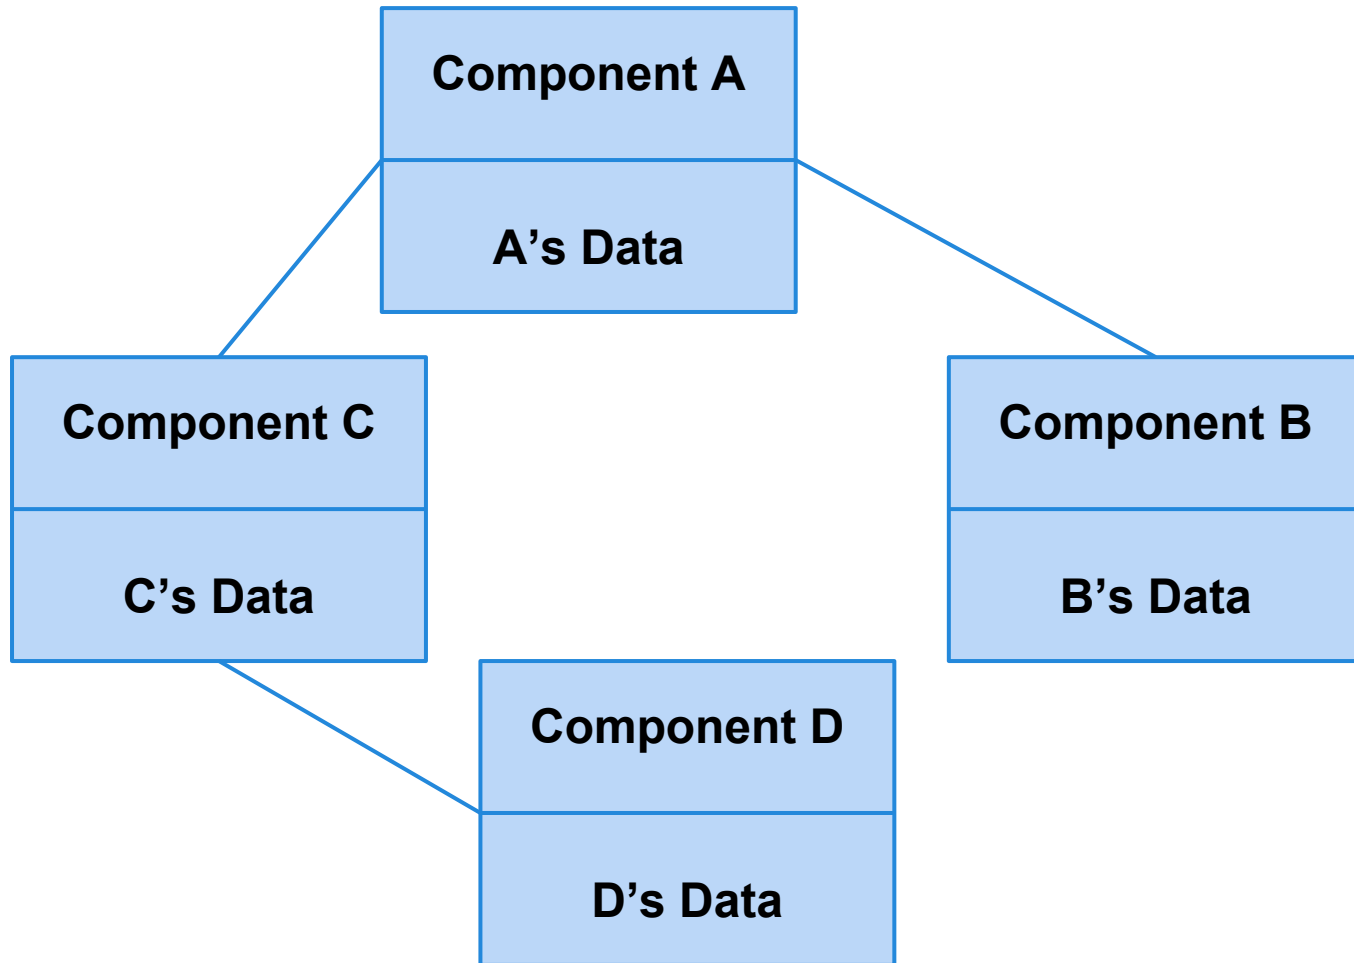 Component A
A’s Data
Component C
C’s Data
Component B
B’s Data
Component D
D’s Data